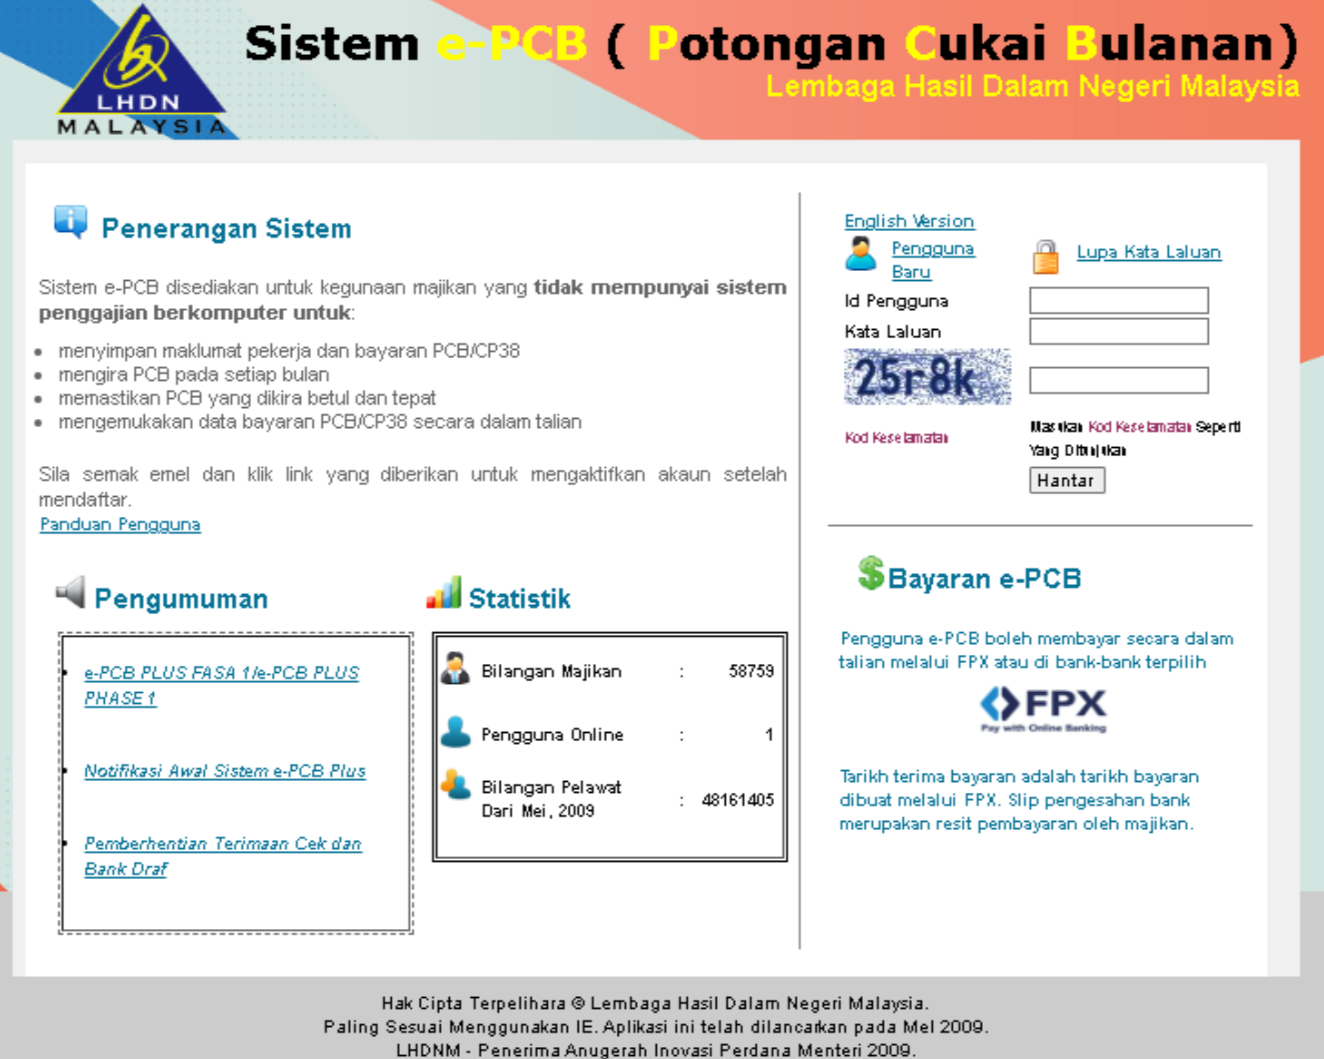 LHDN
MALAYSIA
Sistem e-PCB ( Potongan Cukai Bulanan)
Lembaga Hasil Dalam Negeri Malaysia
Penerangan Sistem
Sistem e-PCB disediakan untuk kegunaan majikan yang tidak mempunyai sistem
penggajian berkomputer untuk:
menyimpan maklumat pekerja dan bayaran PCB/CP38
mengira PCB pada setiap bulan
memastikan PCB yang dikira betul dan tepat
mengemukakan data bayaran PCB/CP38 secara dalam talian
Sila semak emel dan klik link yang diberikan untuk mengaktifkan akaun setelah
mendaftar.
Panduan Pengguna
Pengumuman
e-PCB PLUS FASA 1/e-PCB PLUS
PHASE 1
Notifikasi Awal Sistem e-PCB Plus
Pemberhentian Terimaan Cek dan
Bank Draf
Statistik
Bilangan Majikan : 58759
Pengguna Online : 1
Bilangan Pelawat
Dari Mei, 2009 : 48161405
English Version
Pengguna
Baru
Lupa Kata Laluan
Id Pengguna
Kata Laluan
25r8k
Kod Keselamatan
Masukan Kod Keselamatan Seperti
Yang Ditunjukan
Hantar
Bayaran e-PCB
Pengguna e-PCB boleh membayar secara dalam
talian melalui FPX atau di bank-bank terpilih
FPX
Pay with Online Banking
Tarikh terima bayaran adalah tarikh bayaran
dibuat melalui FPX. Slip pengesahan bank
merupakan resit pembayaran oleh majikan.
Hak Cipta Terpelihara © Lembaga Hasil Dalam Negeri Malaysia.
Paling Sesuai Menggunakan IE. Aplikasi ini telah dilancarkan pada Mei 2009.
LHDNM - Penerima Anugerah Inovasi Perdana Menteri 2009.